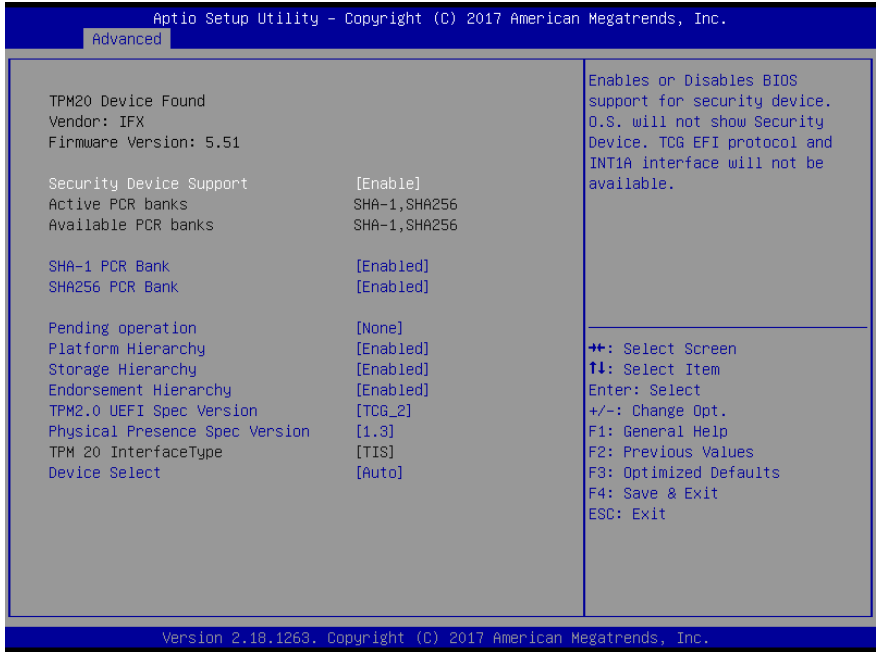 Aptio Setup Utility – Copyright (C) 2017 American Megatrends, Inc.
Advanced
TPM20 Device Found
Vendor: IFX
Firmware Version: 5.51
Security Device Support [Enable]
Active PCR banks SHA-1,SHA256
Available PCR banks SHA-1,SHA256
SHA-1 PCR Bank [Enabled]
SHA256 PCR Bank [Enabled]
Pending operation [None]
Platform Hierarchy [Enabled]
Storage Hierarchy [Enabled]
Endorsement Hierarchy [Enabled]
TPM2.0 UEFI Spec Version [TCG_2]
Physical Presence Spec Version [1.3]
TPM 20 InterfaceType [TIS]
Device Select [Auto]
Enables or Disables BIOS
support for security device.
O.S. will not show Security
Device. TCG EFI protocol and
INT1A interface will not be
available.
→←: Select Screen
↑↓: Select Item
Enter: Select
+/-: Change Opt.
F1: General Help
F2: Previous Values
F3: Optimized Defaults
F4: Save & Exit
ESC: Exit
Version 2.18.1263. Copyright (C) 2017 American Megatrends, Inc.